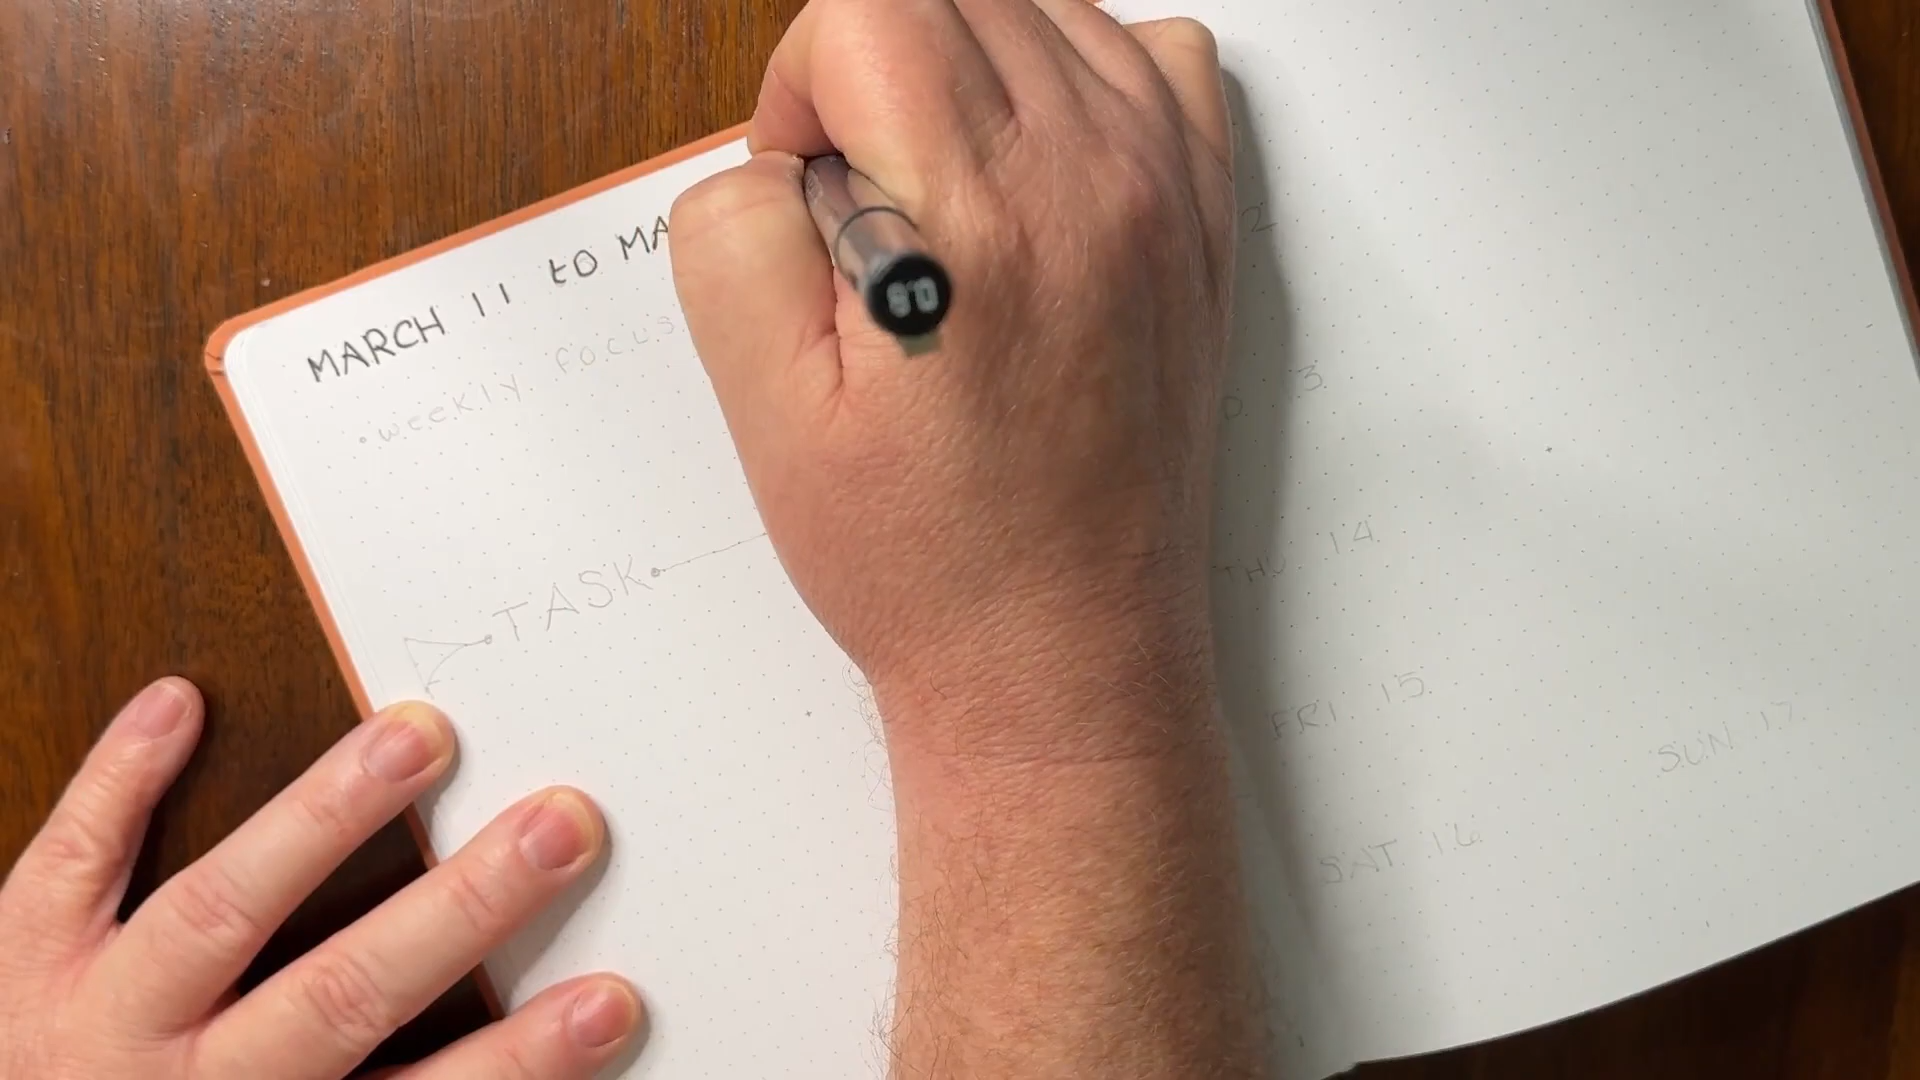 MARCH 11 to MA
• weekly focus
TASK
2
D 13
THU 14
FRI 15
SAT 16
SUN 17
0.8